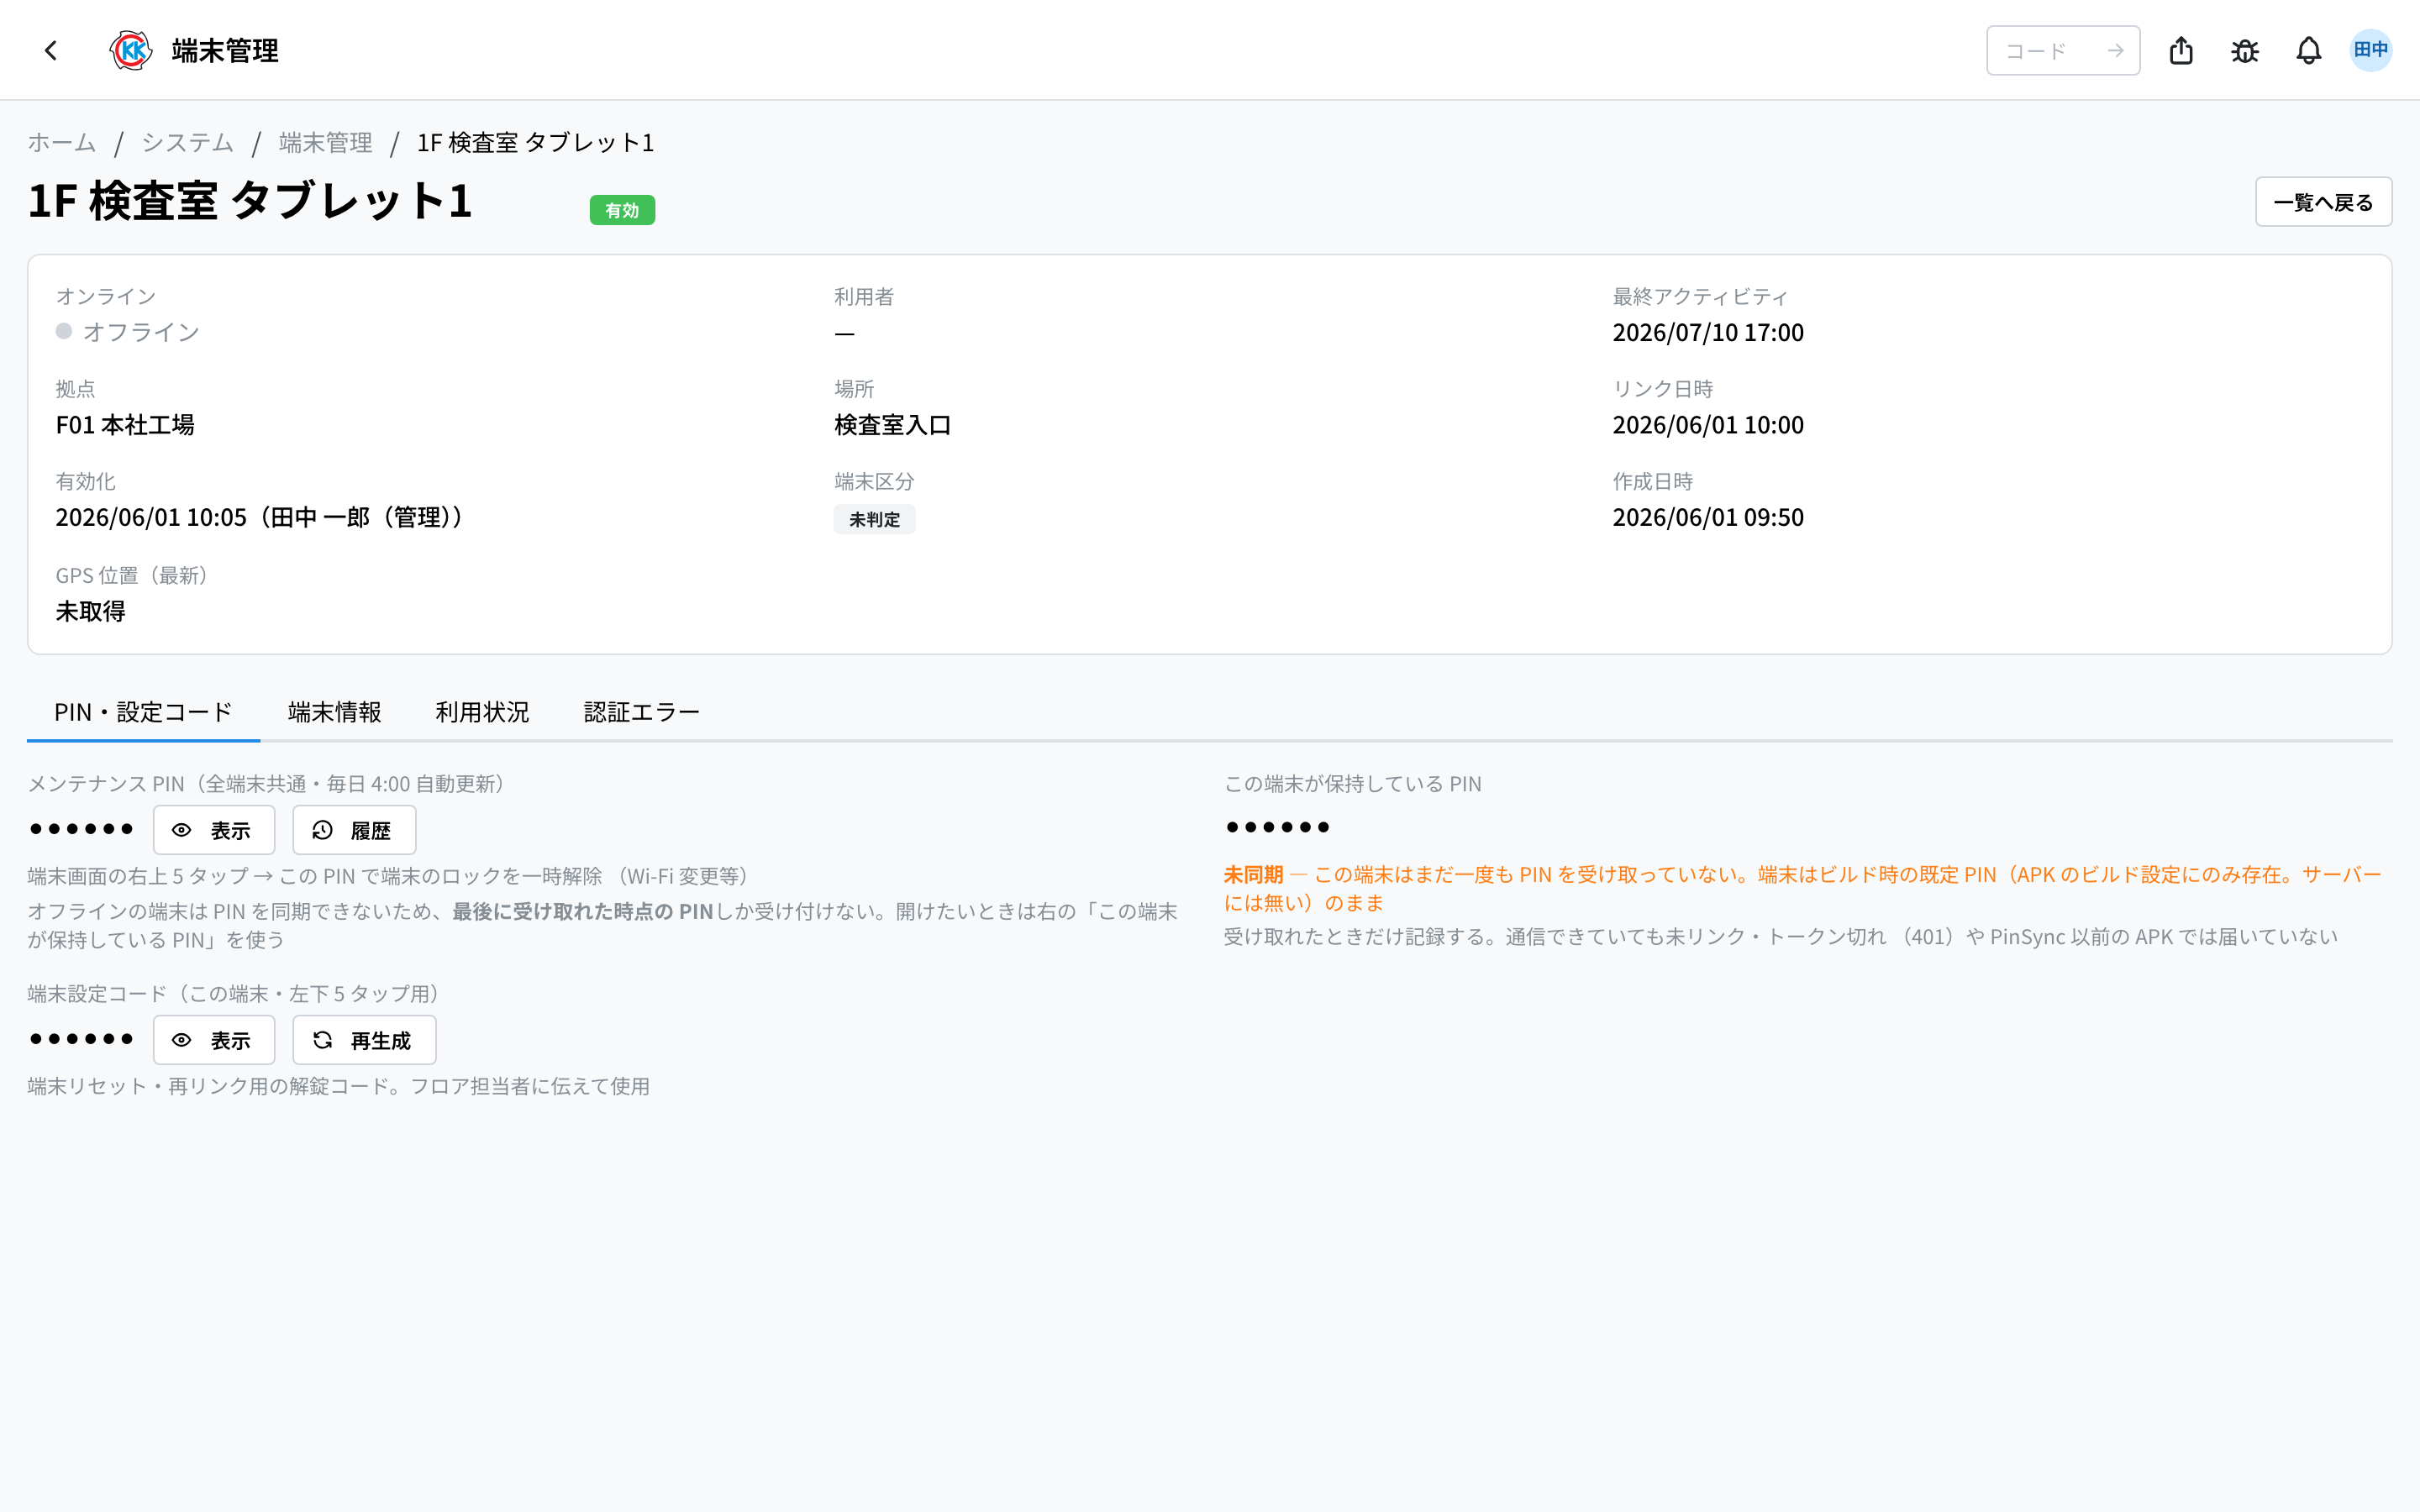 KK 端末管理
コード →
田中
ホーム / システム / 端末管理 / 1F 検査室 タブレット1
1F 検査室 タブレット1
有効
一覧へ戻る
オンライン
オフライン
利用者
—
最終アクティビティ
2026/07/10 17:00
拠点
F01 本社工場
場所
検査室入口
リンク日時
2026/06/01 10:00
有効化
2026/06/01 10:05（田中 一郎（管理））
端末区分
未判定
作成日時
2026/06/01 09:50
GPS 位置（最新）
未取得
PIN・設定コード
端末情報
利用状況
認証エラー
メンテナンス PIN（全端末共通・毎日 4:00 自動更新）
•••••• 表示 履歴
端末画面の右上 5 タップ → この PIN で端末のロックを一時解除 （Wi-Fi 変更等）
オフラインの端末は PIN を同期できないため、最後に受け取れた時点の PINしか受け付けない。開けたいときは右の「この端末
が保持している PIN」を使う
この端末が保持している PIN
••••••
未同期 — この端末はまだ一度も PIN を受け取っていない。端末はビルド時の既定 PIN（APK のビルド設定にのみ存在。サーバー
には無い）のまま
受け取れたときだけ記録する。通信できていても未リンク・トークン切れ （401）や PinSync 以前の APK では届いていない
端末設定コード（この端末・左下 5 タップ用）
•••••• 表示 再生成
端末リセット・再リンク用の解錠コード。フロア担当者に伝えて使用